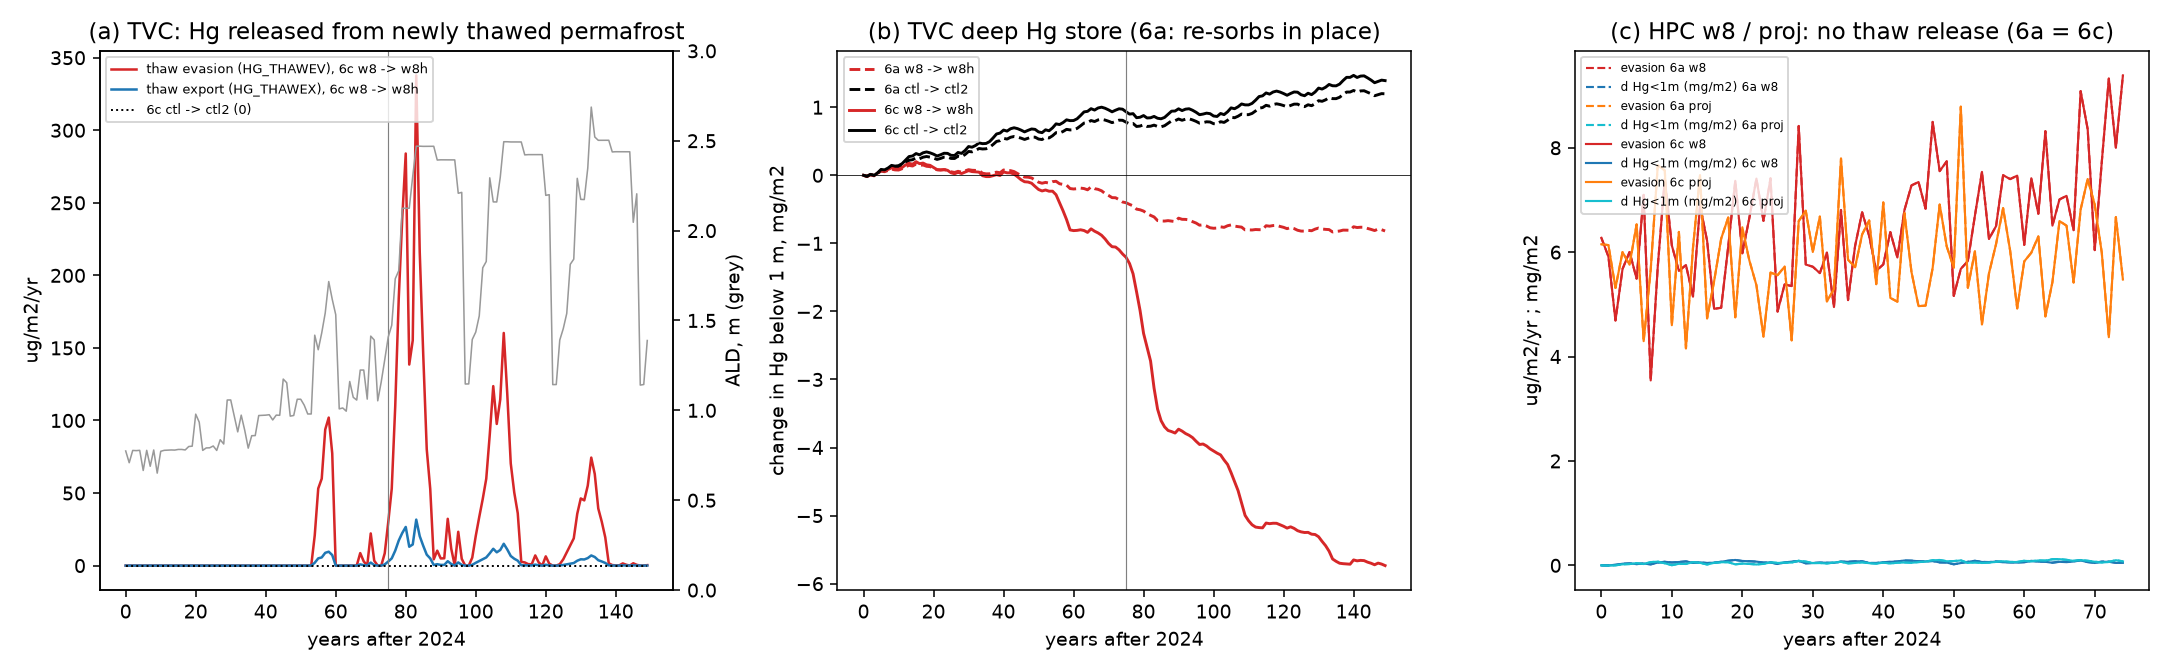 (a) TVC: Hg released from newly thawed permafrost
thaw evasion (HG_THAWEV), 6c w8 -> w8h
thaw export (HG_THAWEX), 6c w8 -> w8h
6c ctl -> ctl2 (0)
350
300
250
200
150
100
50
0
ug/m2/yr
3.0
2.5
2.0
1.5
1.0
0.5
0.0
ALD, m (grey)
0 20 40 60 80 100 120 140
years after 2024
(b) TVC deep Hg store (6a: re-sorbs in place)
6a w8 -> w8h
6a ctl -> ctl2
6c w8 -> w8h
6c ctl -> ctl2
1
0
−1
−2
−3
−4
−5
−6
change in Hg below 1 m, mg/m2
0 20 40 60 80 100 120 140
years after 2024
(c) HPC w8 / proj: no thaw release (6a = 6c)
evasion 6a w8
d Hg<1m (mg/m2) 6a w8
evasion 6a proj
d Hg<1m (mg/m2) 6a proj
evasion 6c w8
d Hg<1m (mg/m2) 6c w8
evasion 6c proj
d Hg<1m (mg/m2) 6c proj
8
6
4
2
0
ug/m2/yr ; mg/m2
0 10 20 30 40 50 60 70
years after 2024